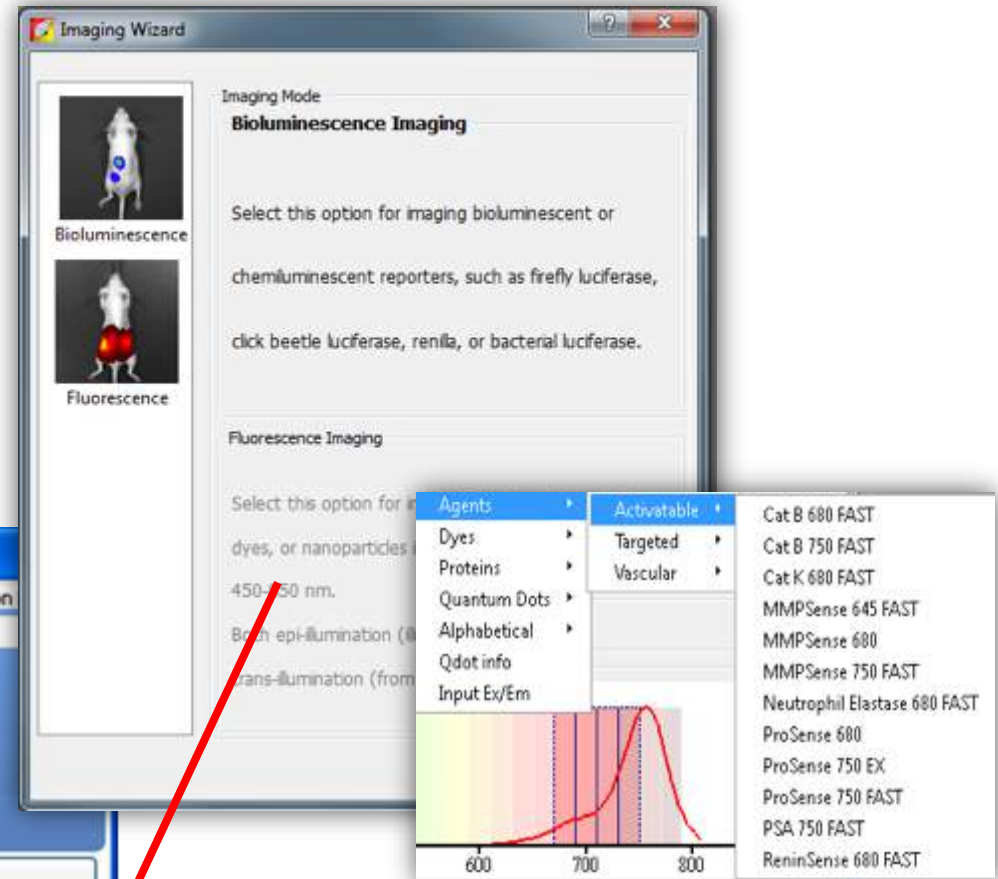 Imaging Wizard
Imaging Mode
Bioluminescence Imaging
Select this option for imaging bioluminescent or
chemiluminescent reporters, such as firefly luciferase,
click beetle luciferase, renilla, or bacterial luciferase.
Bioluminescence
Fluorescence
Fluorescence Imaging
Select this option for
dyes, or nanoparticles
nm.
Both epi-illumination
trans-illumination (from
on
Agents
Dyes
Proteins
Quantum Dots
Alphabetical
Qdot info
Input Ex/Em
Activatable
Targeted
Vascular
Cat B 680 FAST
Cat B 750 FAST
Cat K 680 FAST
MMPSense 645 FAST
MMPSense 680
MMPSense 750 FAST
Neutrophil Elastase 680 FAST
ProSense 680
ProSense 750 EX
ProSense 750 FAST
PSA 750 FAST
ReninSense 680 FAST
600 700 800